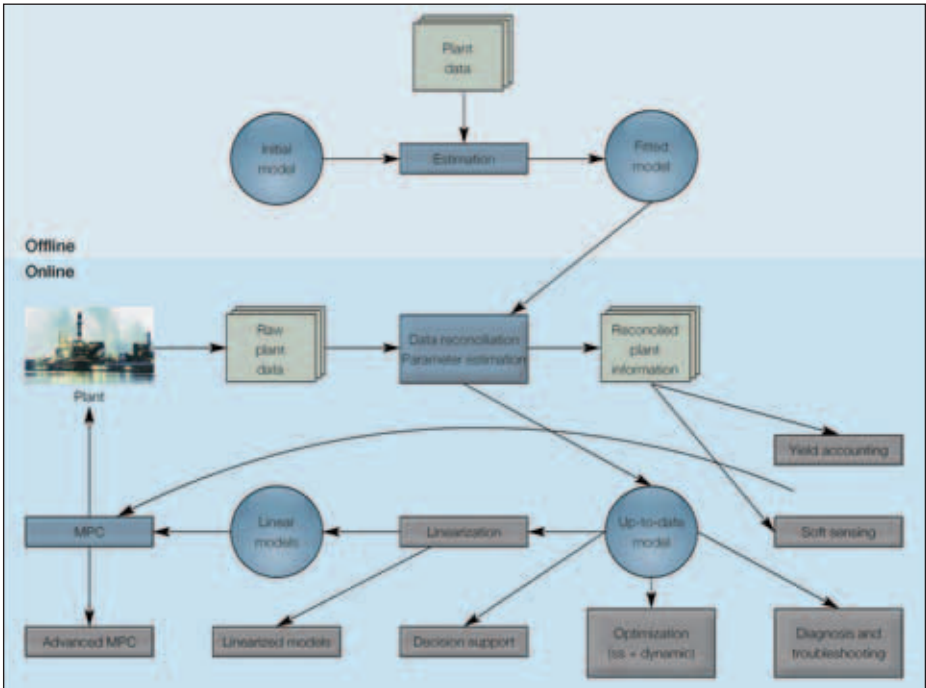 Plant
data
Initial
model
Estimation
Fitted
model
Offline
Online
Raw
plant
data
Data reconciliation
Parameter estimation
Reconciled
plant
information
Plant
Yield accounting
MPC
Lineal
models
Linearization
Up-to-data
model
Soft sensing
Advanced MPC
Linearized models
Decision support
Optimization
(ss + dynamic)
Diagnosis and
troubleshooting